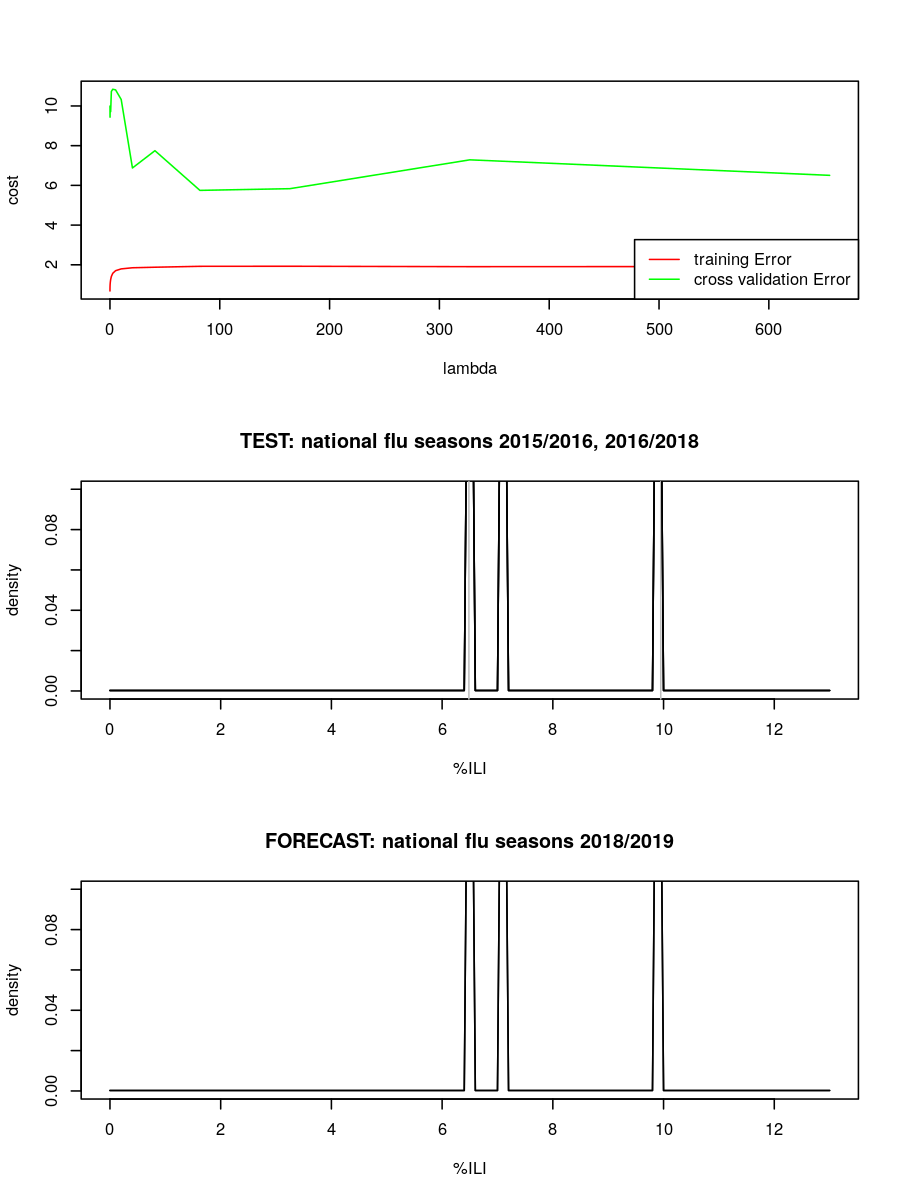 cost
10
8
6
4
2
training Error
cross validation Error
0 100 200 300 400 500 600
lambda
TEST: national flu seasons 2015/2016, 2016/2018
density
0.08
0.04
0.00
0 2 4 6 8 10 12
%ILI
FORECAST: national flu seasons 2018/2019
density
0.08
0.04
0.00
0 2 4 6 8 10 12
%ILI